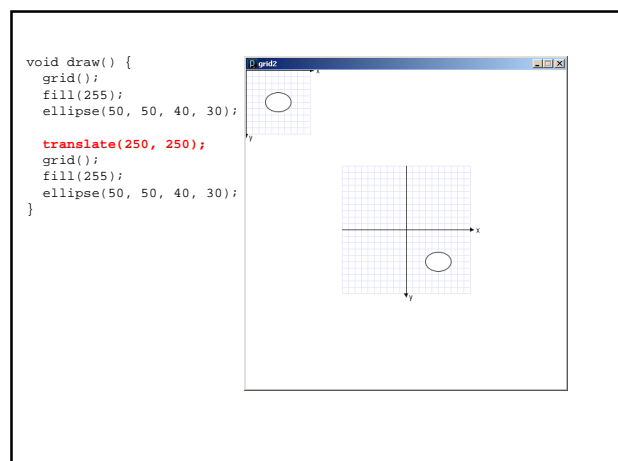 void draw() {
grid();
fill(255);
ellipse(50, 50, 40, 30);
translate(250, 250);
grid();
fill(255);
ellipse(50, 50, 40, 30);
}
grid2
x
y
x
y